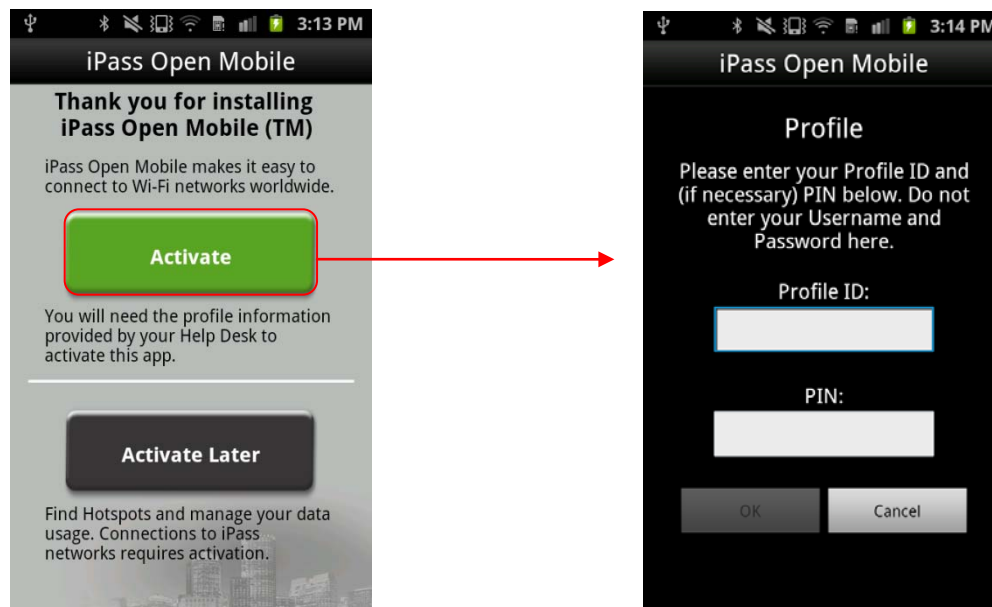 3:13 PM
iPass Open Mobile
Thank you for installing
iPass Open Mobile (TM)
iPass Open Mobile makes it easy to
connect to Wi-Fi networks worldwide.
Activate
You will need the profile information
provided by your Help Desk to
activate this app.
Activate Later
Find Hotspots and manage your data
usage. Connections to iPass
networks requires activation.
3:14 PM
iPass Open Mobile
Profile
Please enter your Profile ID and
(if necessary) PIN below. Do not
enter your Username and
Password here.
Profile ID:
PIN:
OK
Cancel